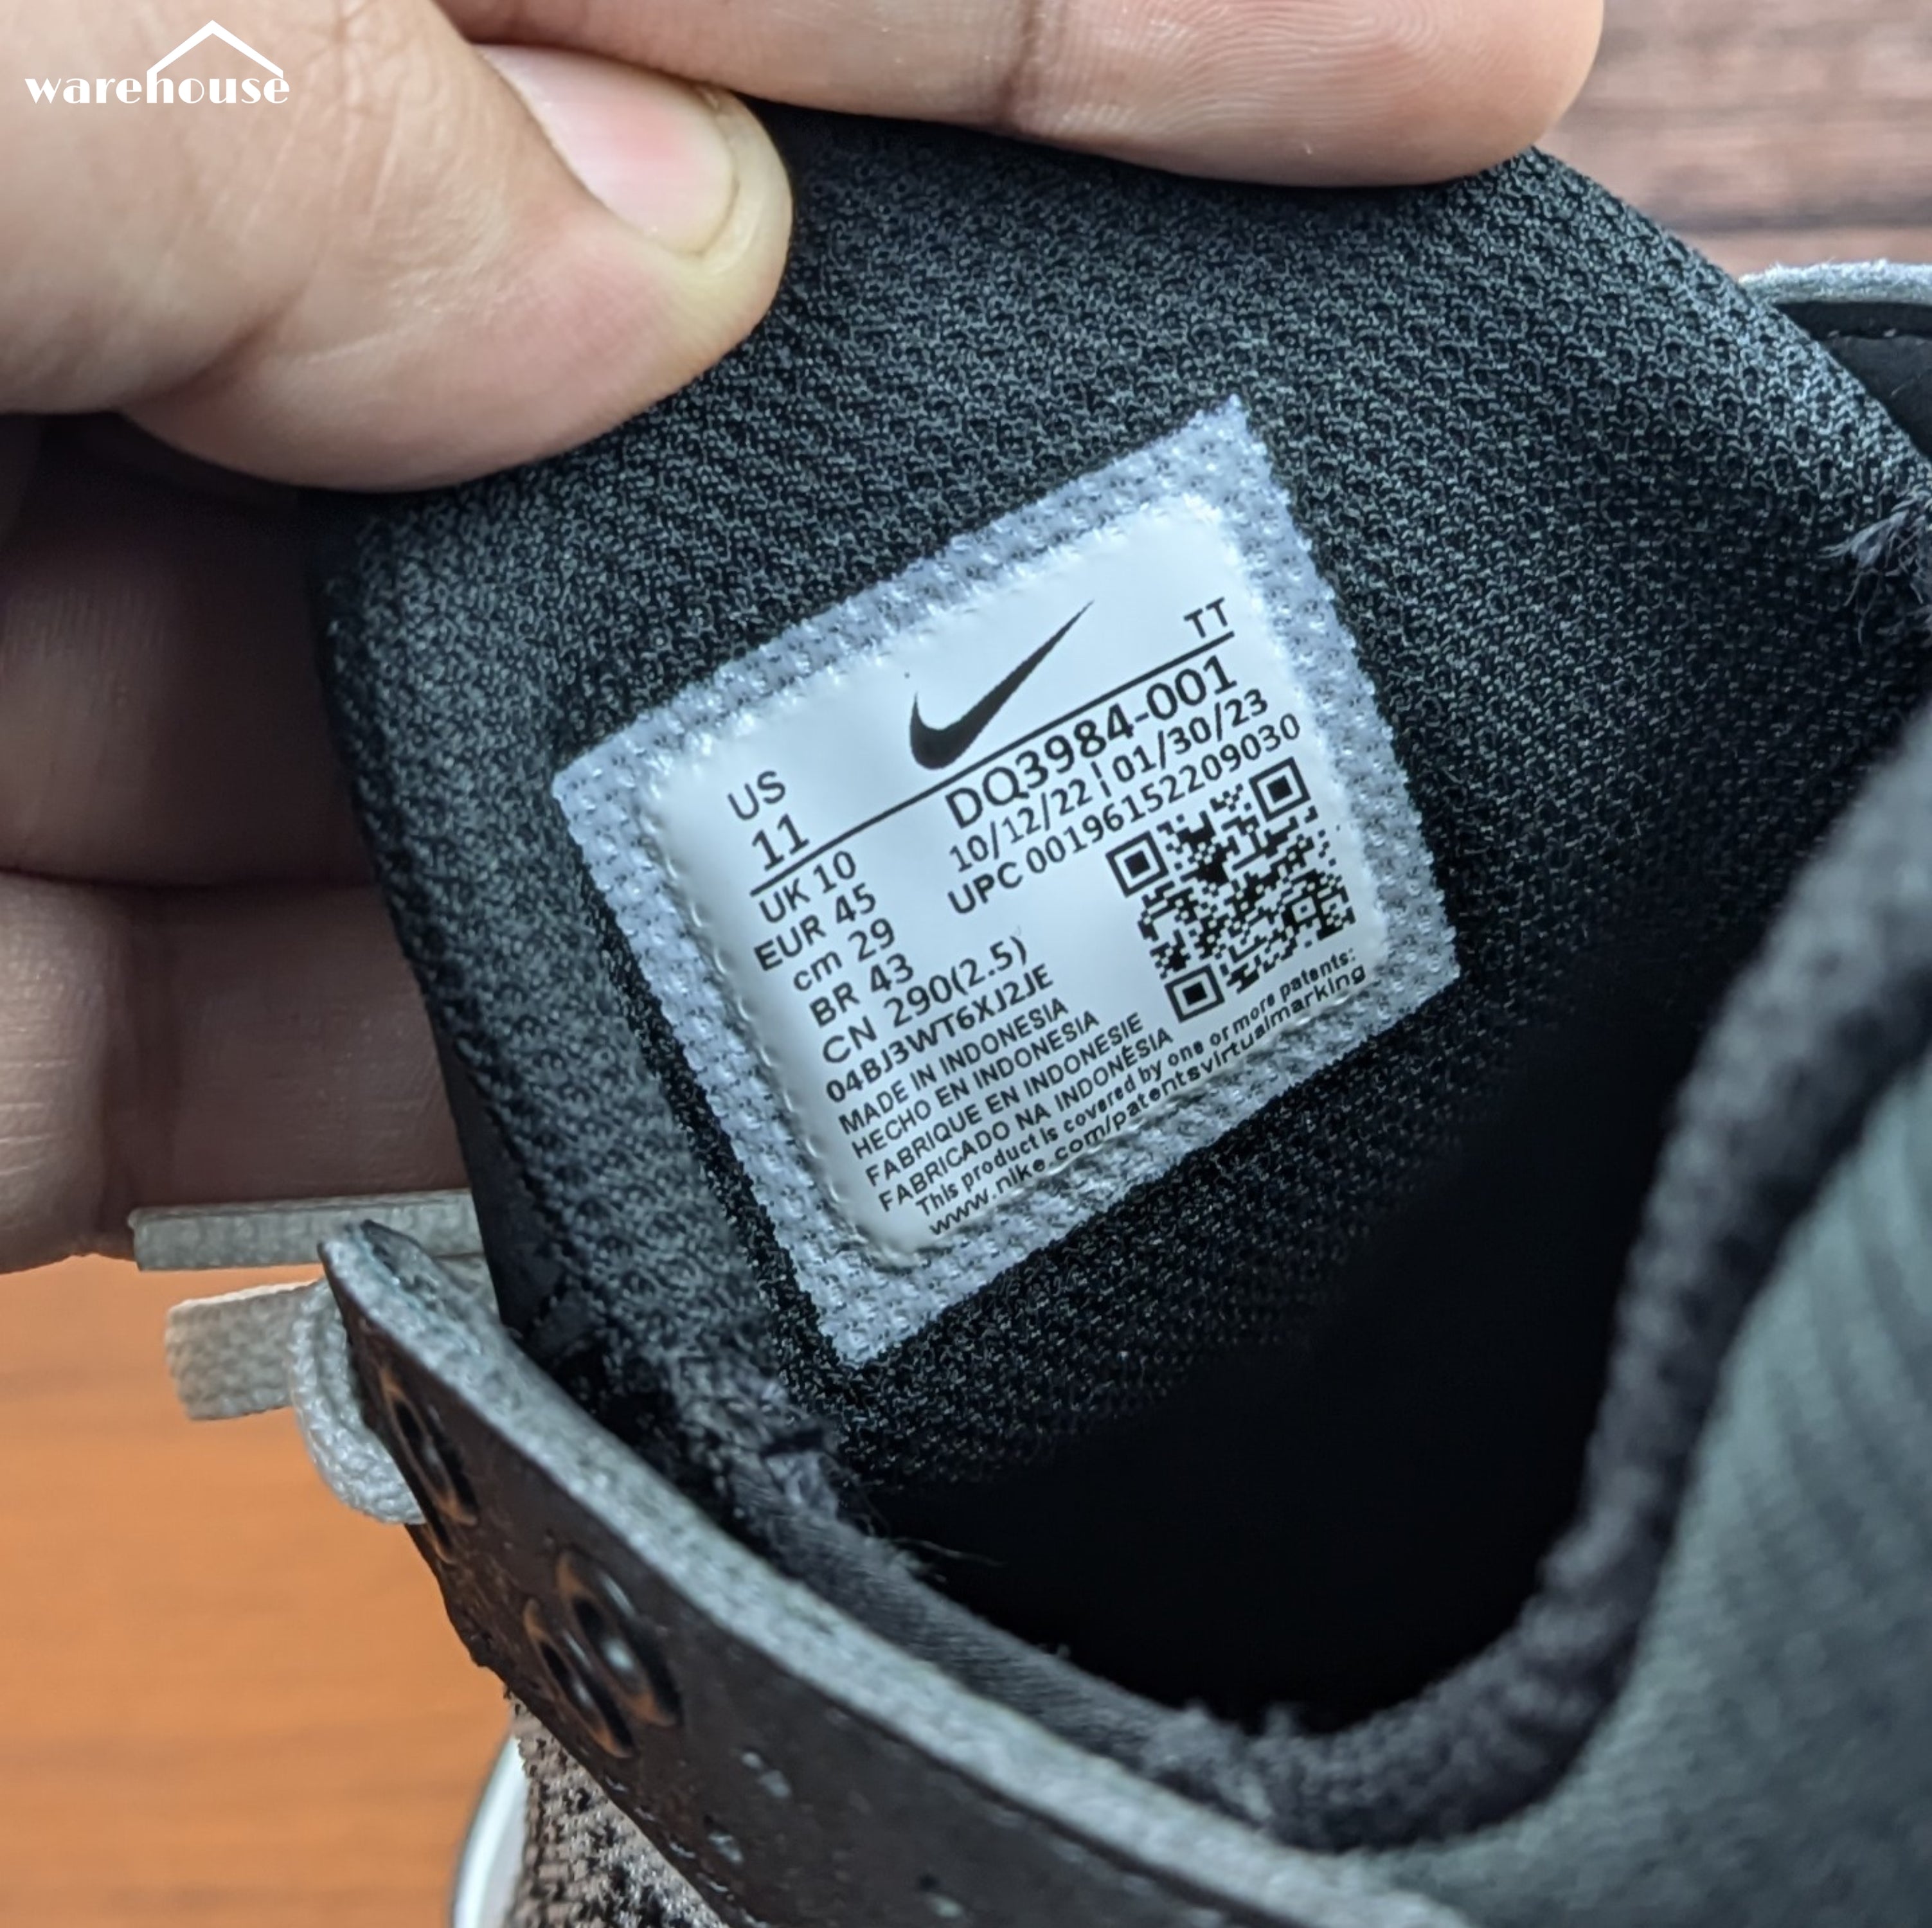 warehouse
TT
US
11
DQ3984-001
10/12/22 | 01/30/23
UPC 00196152209030
UK 10
EUR 45
cm 29
BR 43
CN 290(2.5)
04BJ3WT6XJ2JE
MADE IN INDONESIA
HECHO EN INDONESIA
FABRIQUE EN INDONESIE
FABRICADO NA INDONÉSIA
This product is covered by one or more patents:
www.nike.com/patentsvirtualmarking